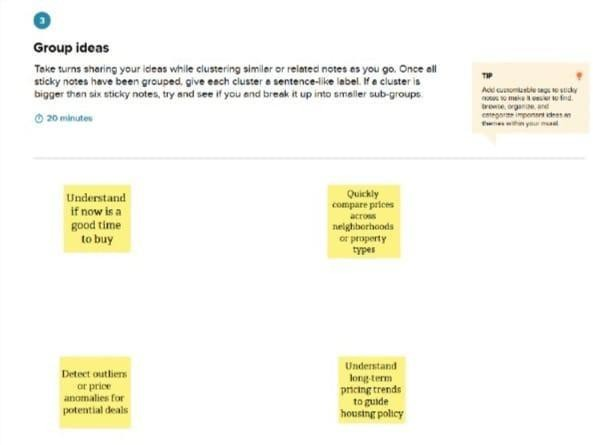 3
Group ideas
Take turns sharing your ideas while clustering similar or related notes as you go. Once all
sticky notes have been grouped, give each cluster a sentence-like label. If a cluster is
bigger than six sticky notes, try and see if you and break it up into smaller sub-groups.
20 minutes
TIP
Add customizable tags to sticky
notes to make it easier to find,
browse, organize, and
categorize important ideas as
themes within your mural.
Understand
if now is a
good time
to buy
Quickly
compare prices
across
neighborhoods
or property
types
Detect outliers
or price
anomalies for
potential deals
Understand
long-term
pricing trends
to guide
housing policy